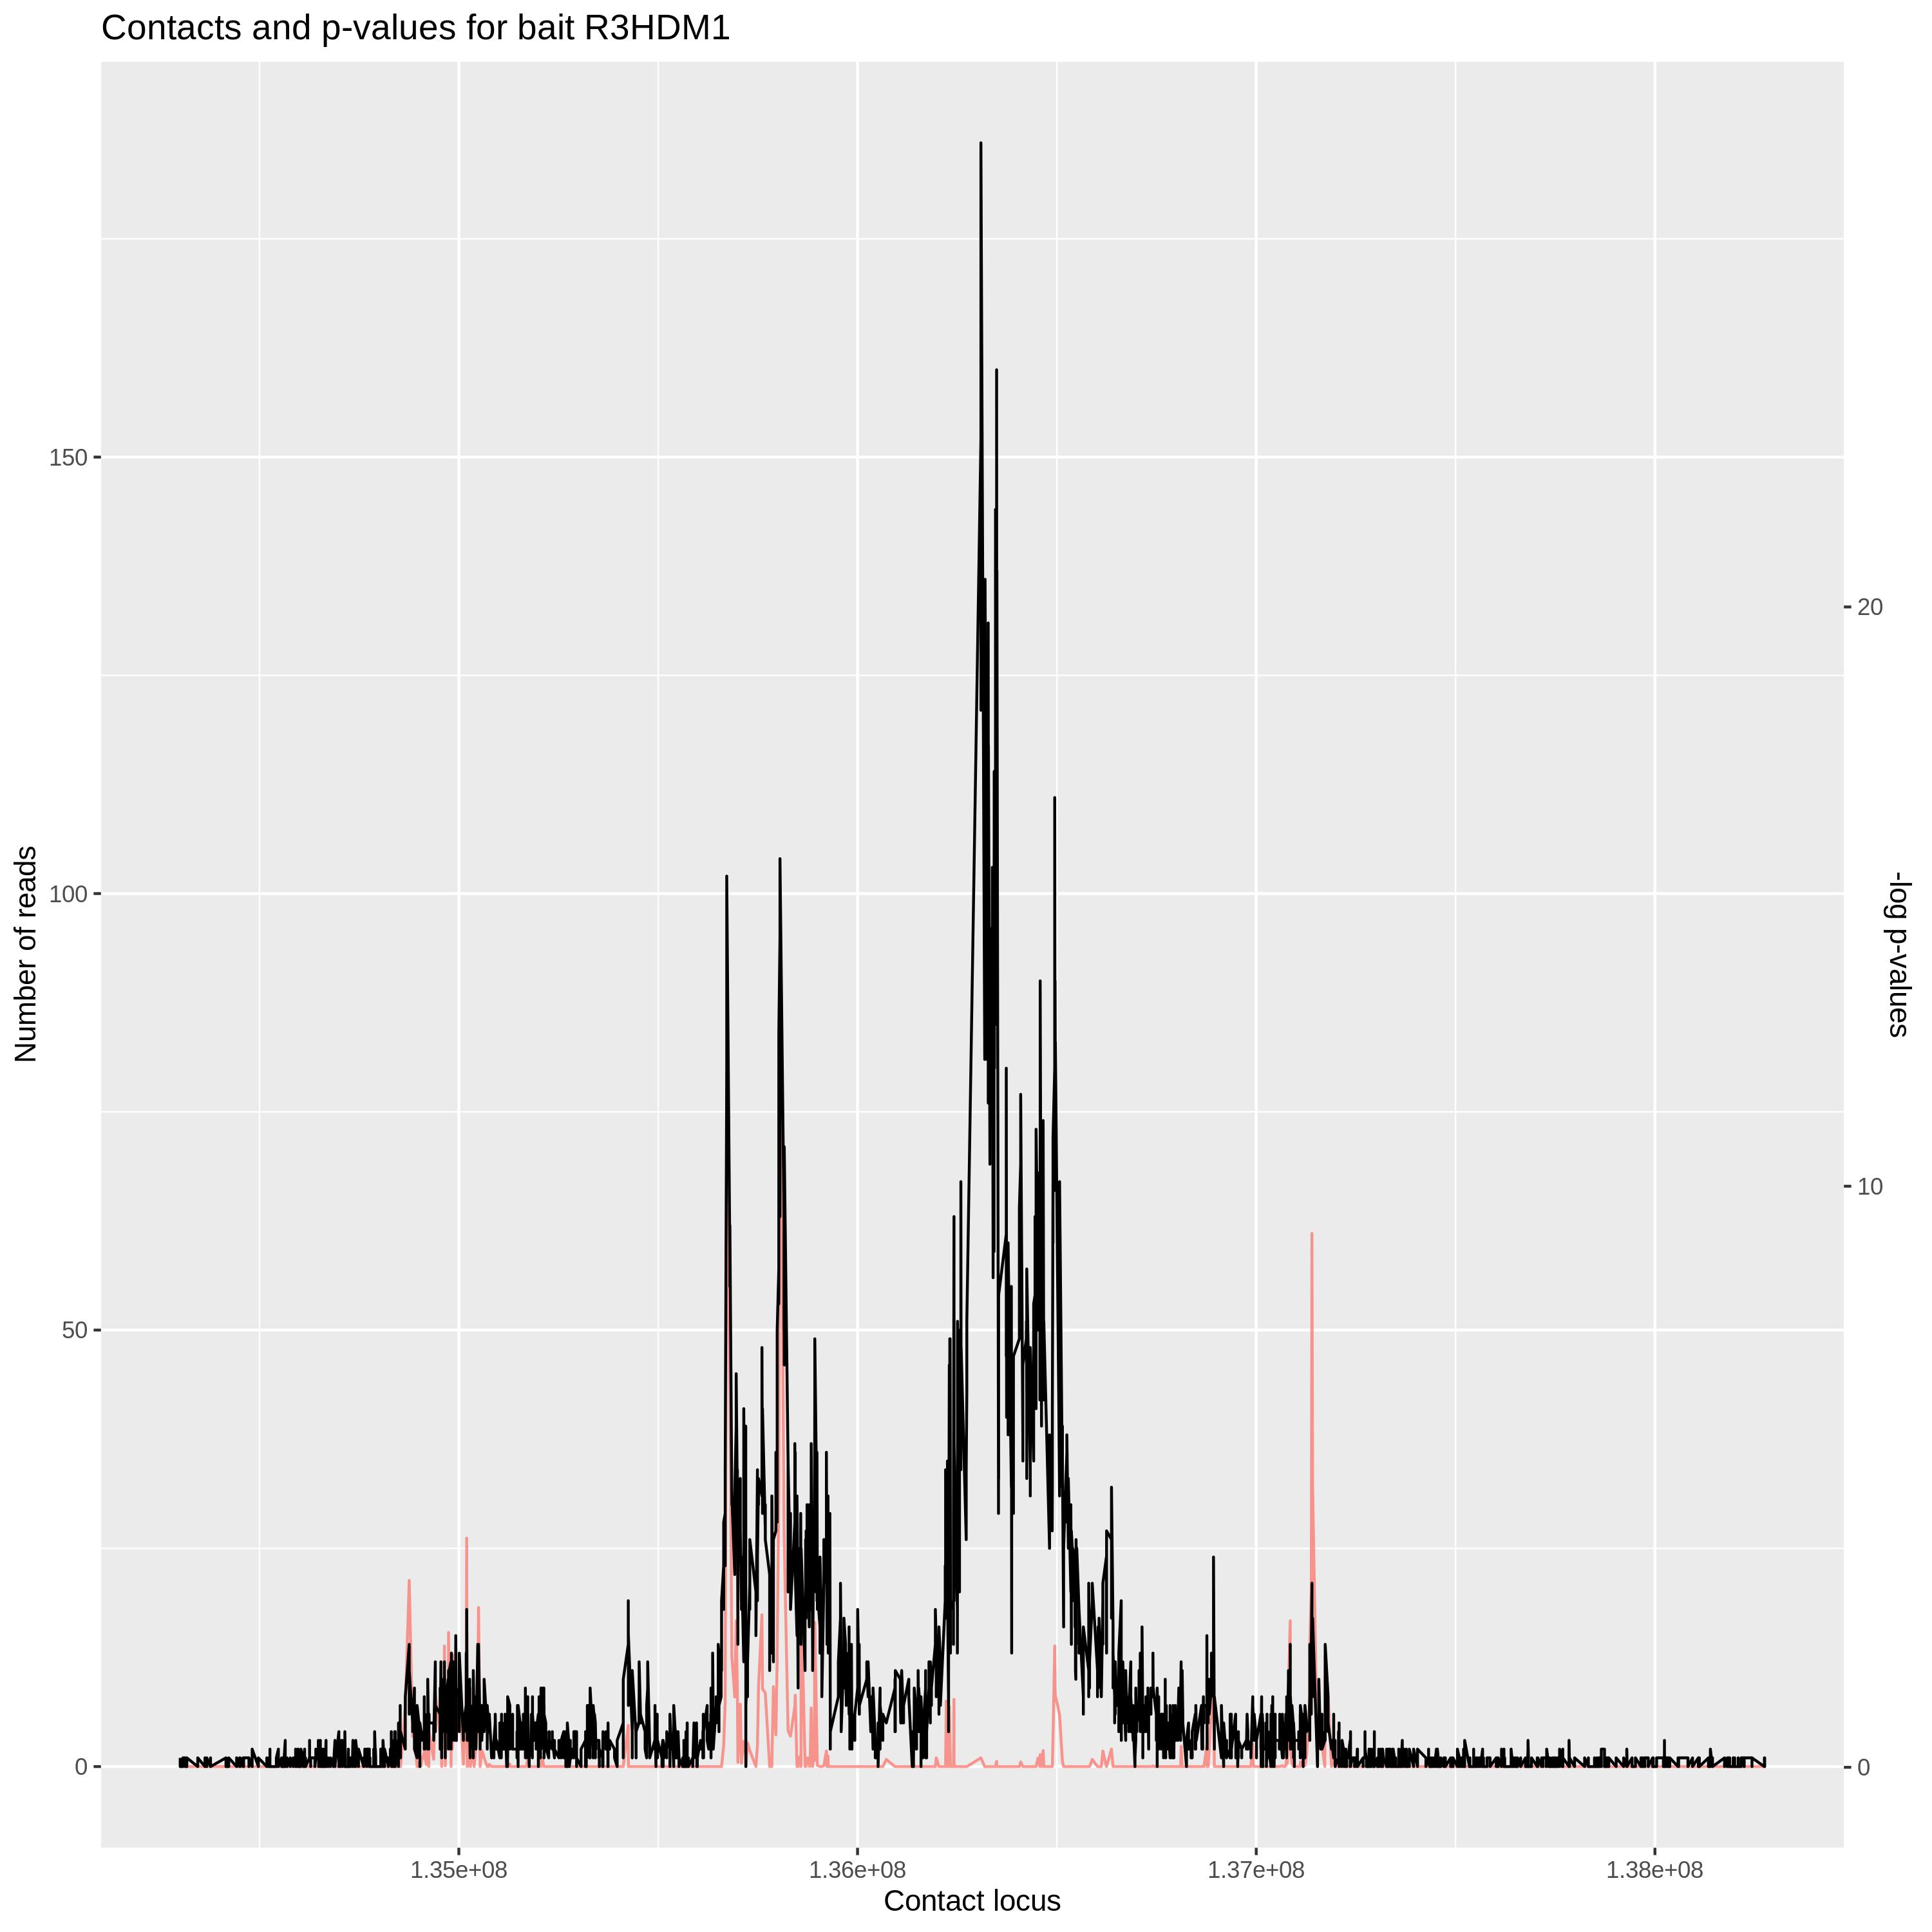 Contacts and p-values for bait R3HDM1
Number of reads
150
100
50
0
20
10
0
-log p-values
1.35e+08
1.36e+08
1.37e+08
1.38e+08
Contact locus